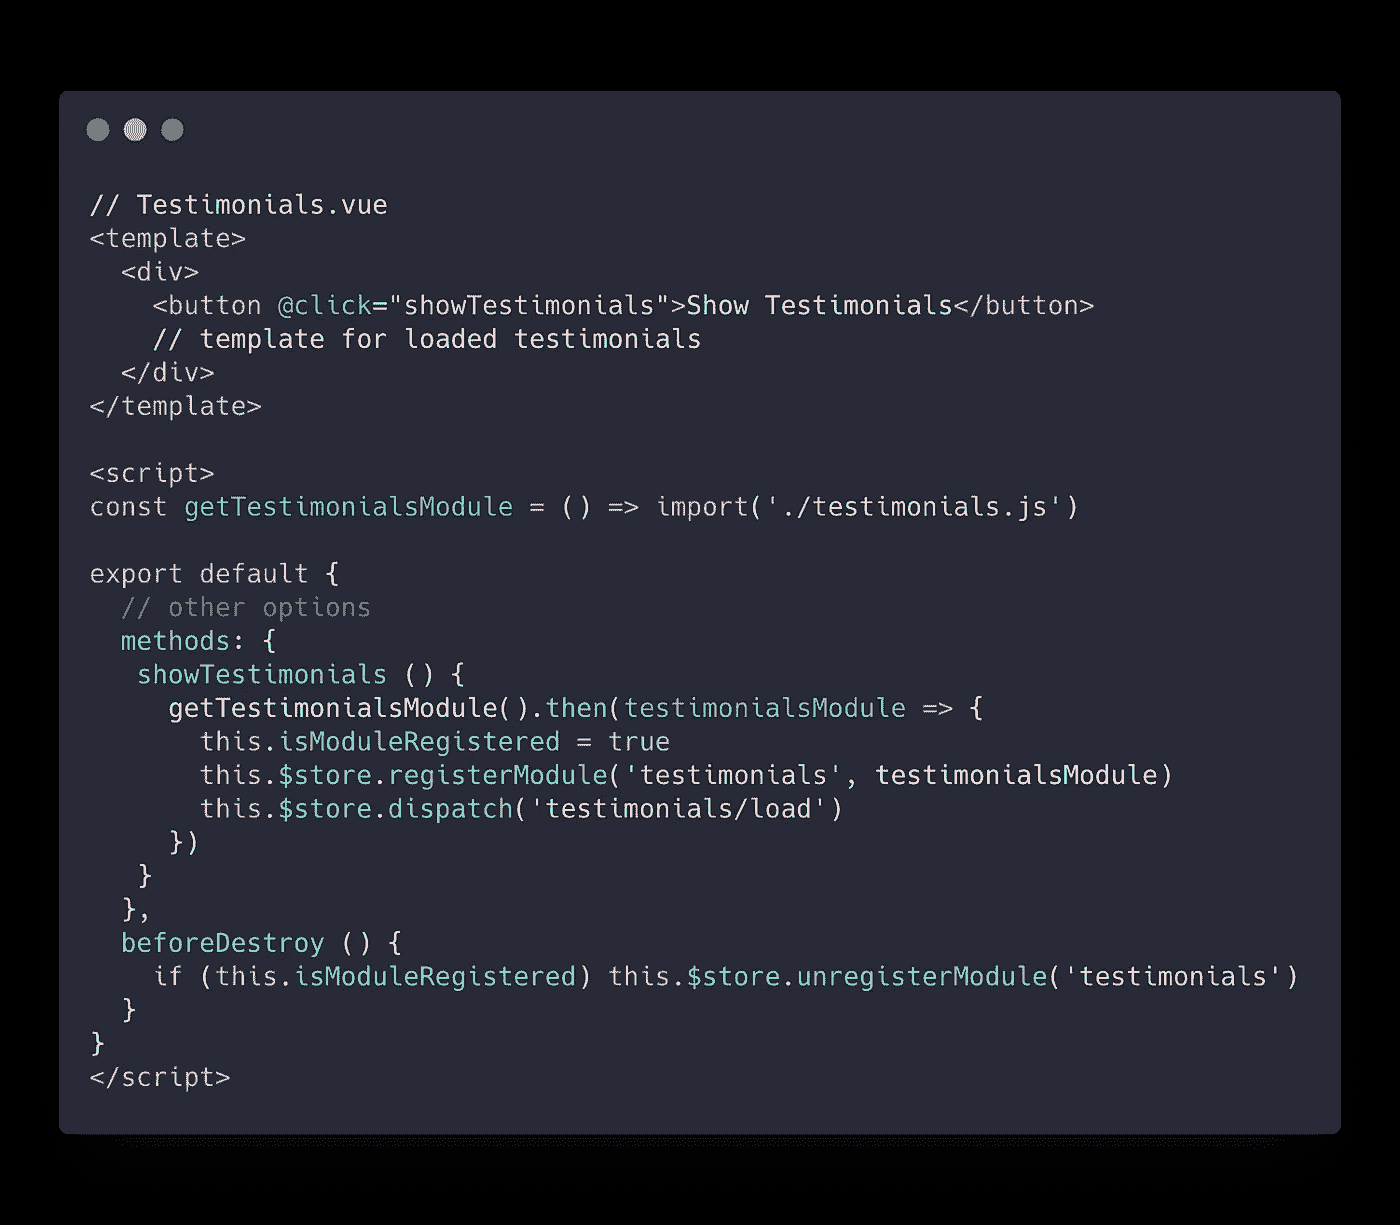 // Testimonials.vue
<template>
  <div>
    <button @click="showTestimonials">Show Testimonials</button>
    // template for loaded testimonials
  </div>
</template>

<script>
const getTestimonialsModule = () => import('./testimonials.js')

export default {
  // other options
  methods: {
   showTestimonials () {
     getTestimonialsModule().then(testimonialsModule => {
       this.isModuleRegistered = true
       this.$store.registerModule('testimonials', testimonialsModule)
       this.$store.dispatch('testimonials/load')
     })
   }
  },
  beforeDestroy () {
    if (this.isModuleRegistered) this.$store.unregisterModule('testimonials')
  }
}
</script>